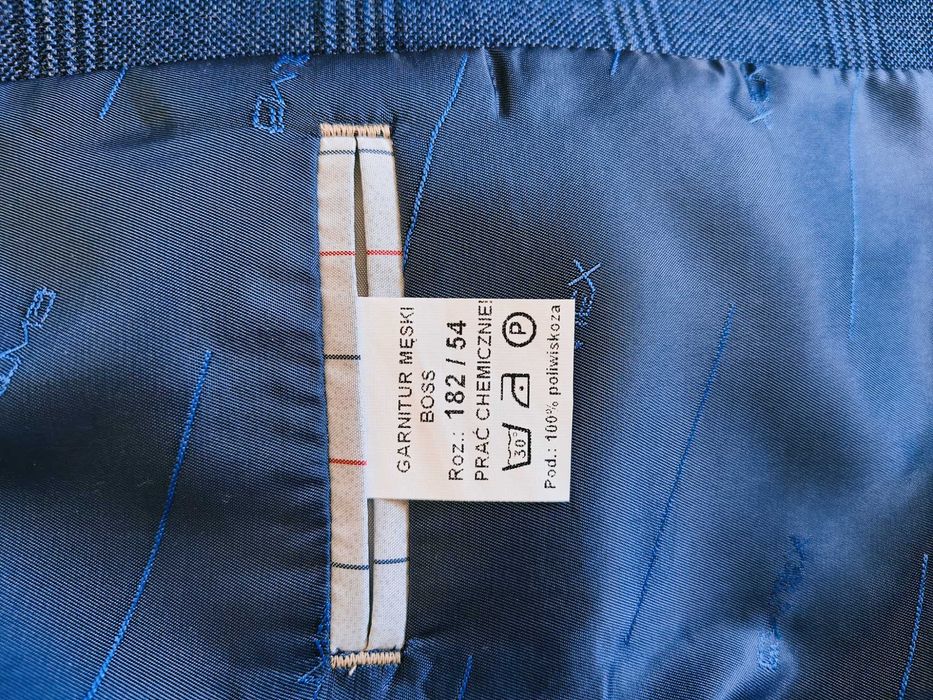 GARNITUR MĘSKI
BOSS
Roz.: 182 / 54
PRAĆ CHEMICZNIE!
30° P
Pod.: 100% poliwiskoza